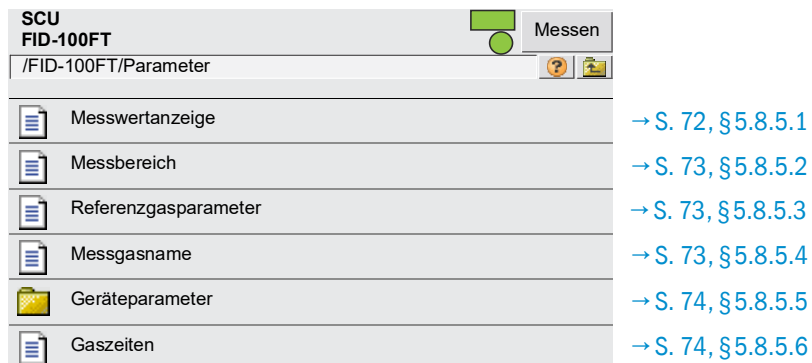 SCU
FID-100FT
Messen
/FID-100FT/Parameter
?
Messwertanzeige → S. 72, § 5.8.5.1
Messbereich → S. 73, § 5.8.5.2
Referenzgasparameter → S. 73, § 5.8.5.3
Messgasname → S. 73, § 5.8.5.4
Geräteparameter → S. 74, § 5.8.5.5
Gaszeiten → S. 74, § 5.8.5.6